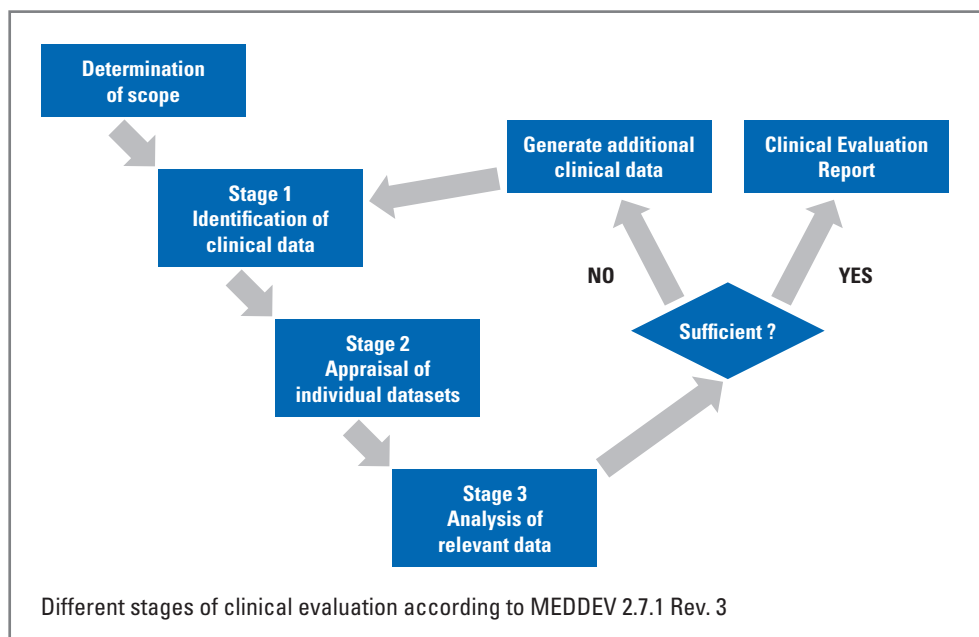 Determination
of scope
Generate additional
clinical data
Clinical Evaluation
Report
Stage 1
Identification of
clinical data
NO
YES
Sufficient ?
Stage 2
Appraisal of
individual datasets
Stage 3
Analysis of
relevant data
Different stages of clinical evaluation according to MEDDEV 2.7.1 Rev. 3